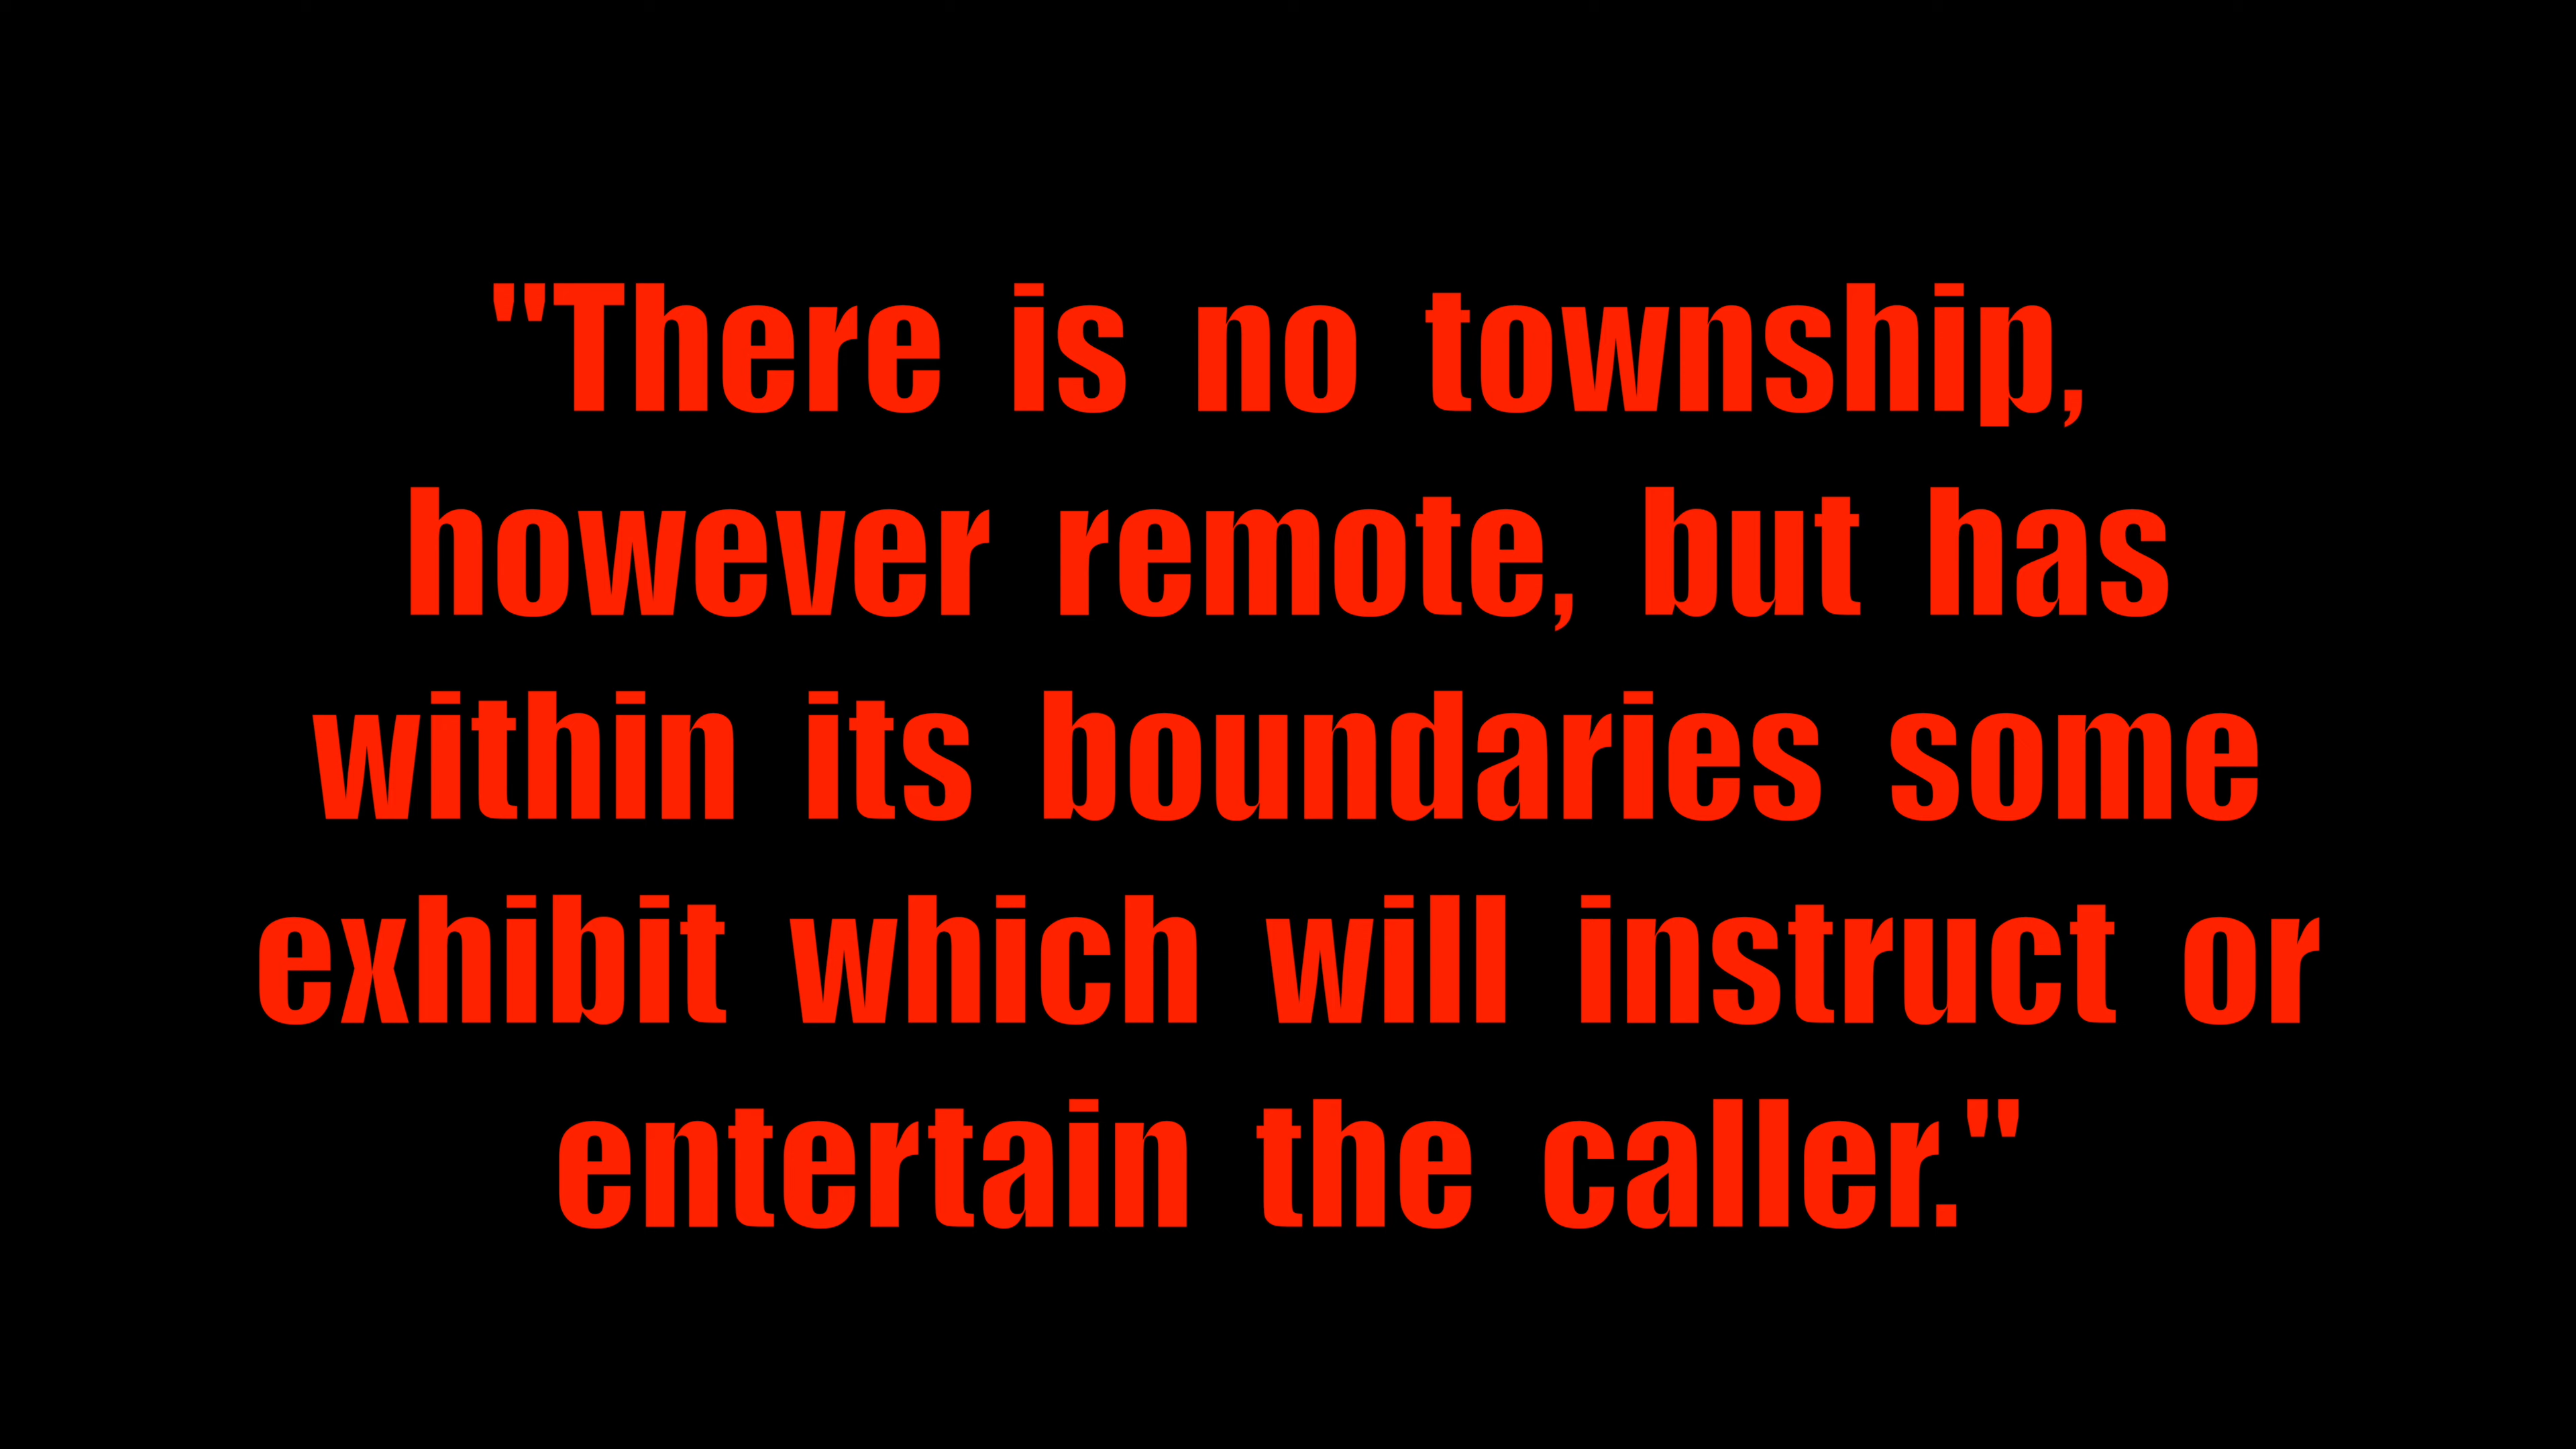 "There is no township,
however remote, but has
within its boundaries some
exhibit which will instruct or
entertain the caller."